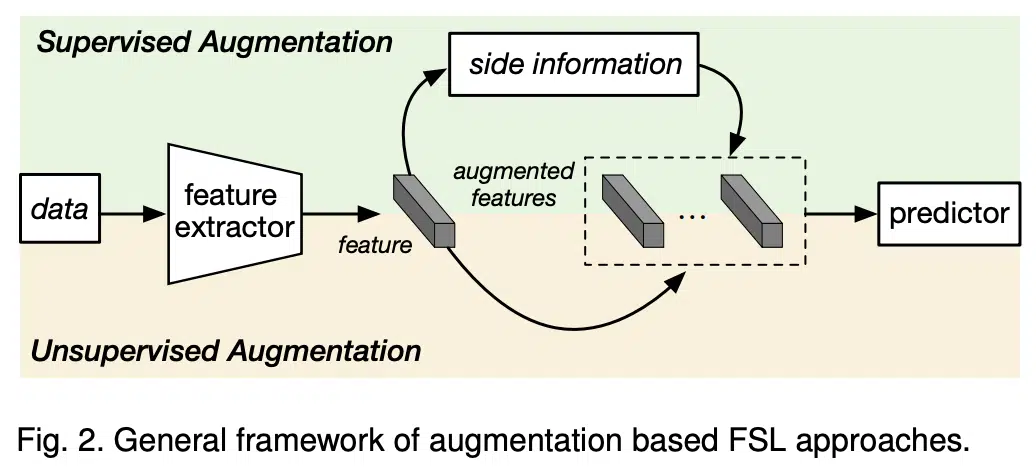 Supervised Augmentation
side information
data
feature
extractor
feature
augmented
features
...
predictor
Unsupervised Augmentation
Fig. 2. General framework of augmentation based FSL approaches.